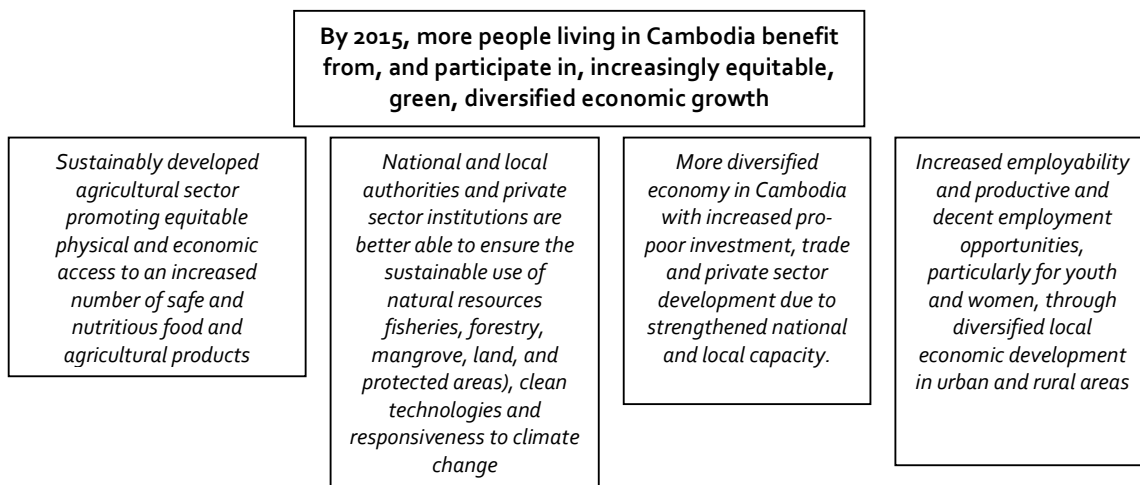 By 2015, more people living in Cambodia benefit
from, and participate in, increasingly equitable,
green, diversified economic growth
Sustainably developed
agricultural sector
promoting equitable
physical and economic
access to an increased
number of safe and
nutritious food and
agricultural products
National and local
authorities and private
sector institutions are
better able to ensure the
sustainable use of
natural resources
fisheries, forestry,
mangrove, land, and
protected areas), clean
technologies and
responsiveness to climate
change
More diversified
economy in Cambodia
with increased pro-
poor investment, trade
and private sector
development due to
strengthened national
and local capacity.
Increased employability
and productive and
decent employment
opportunities,
particularly for youth
and women, through
diversified local
economic development
in urban and rural areas